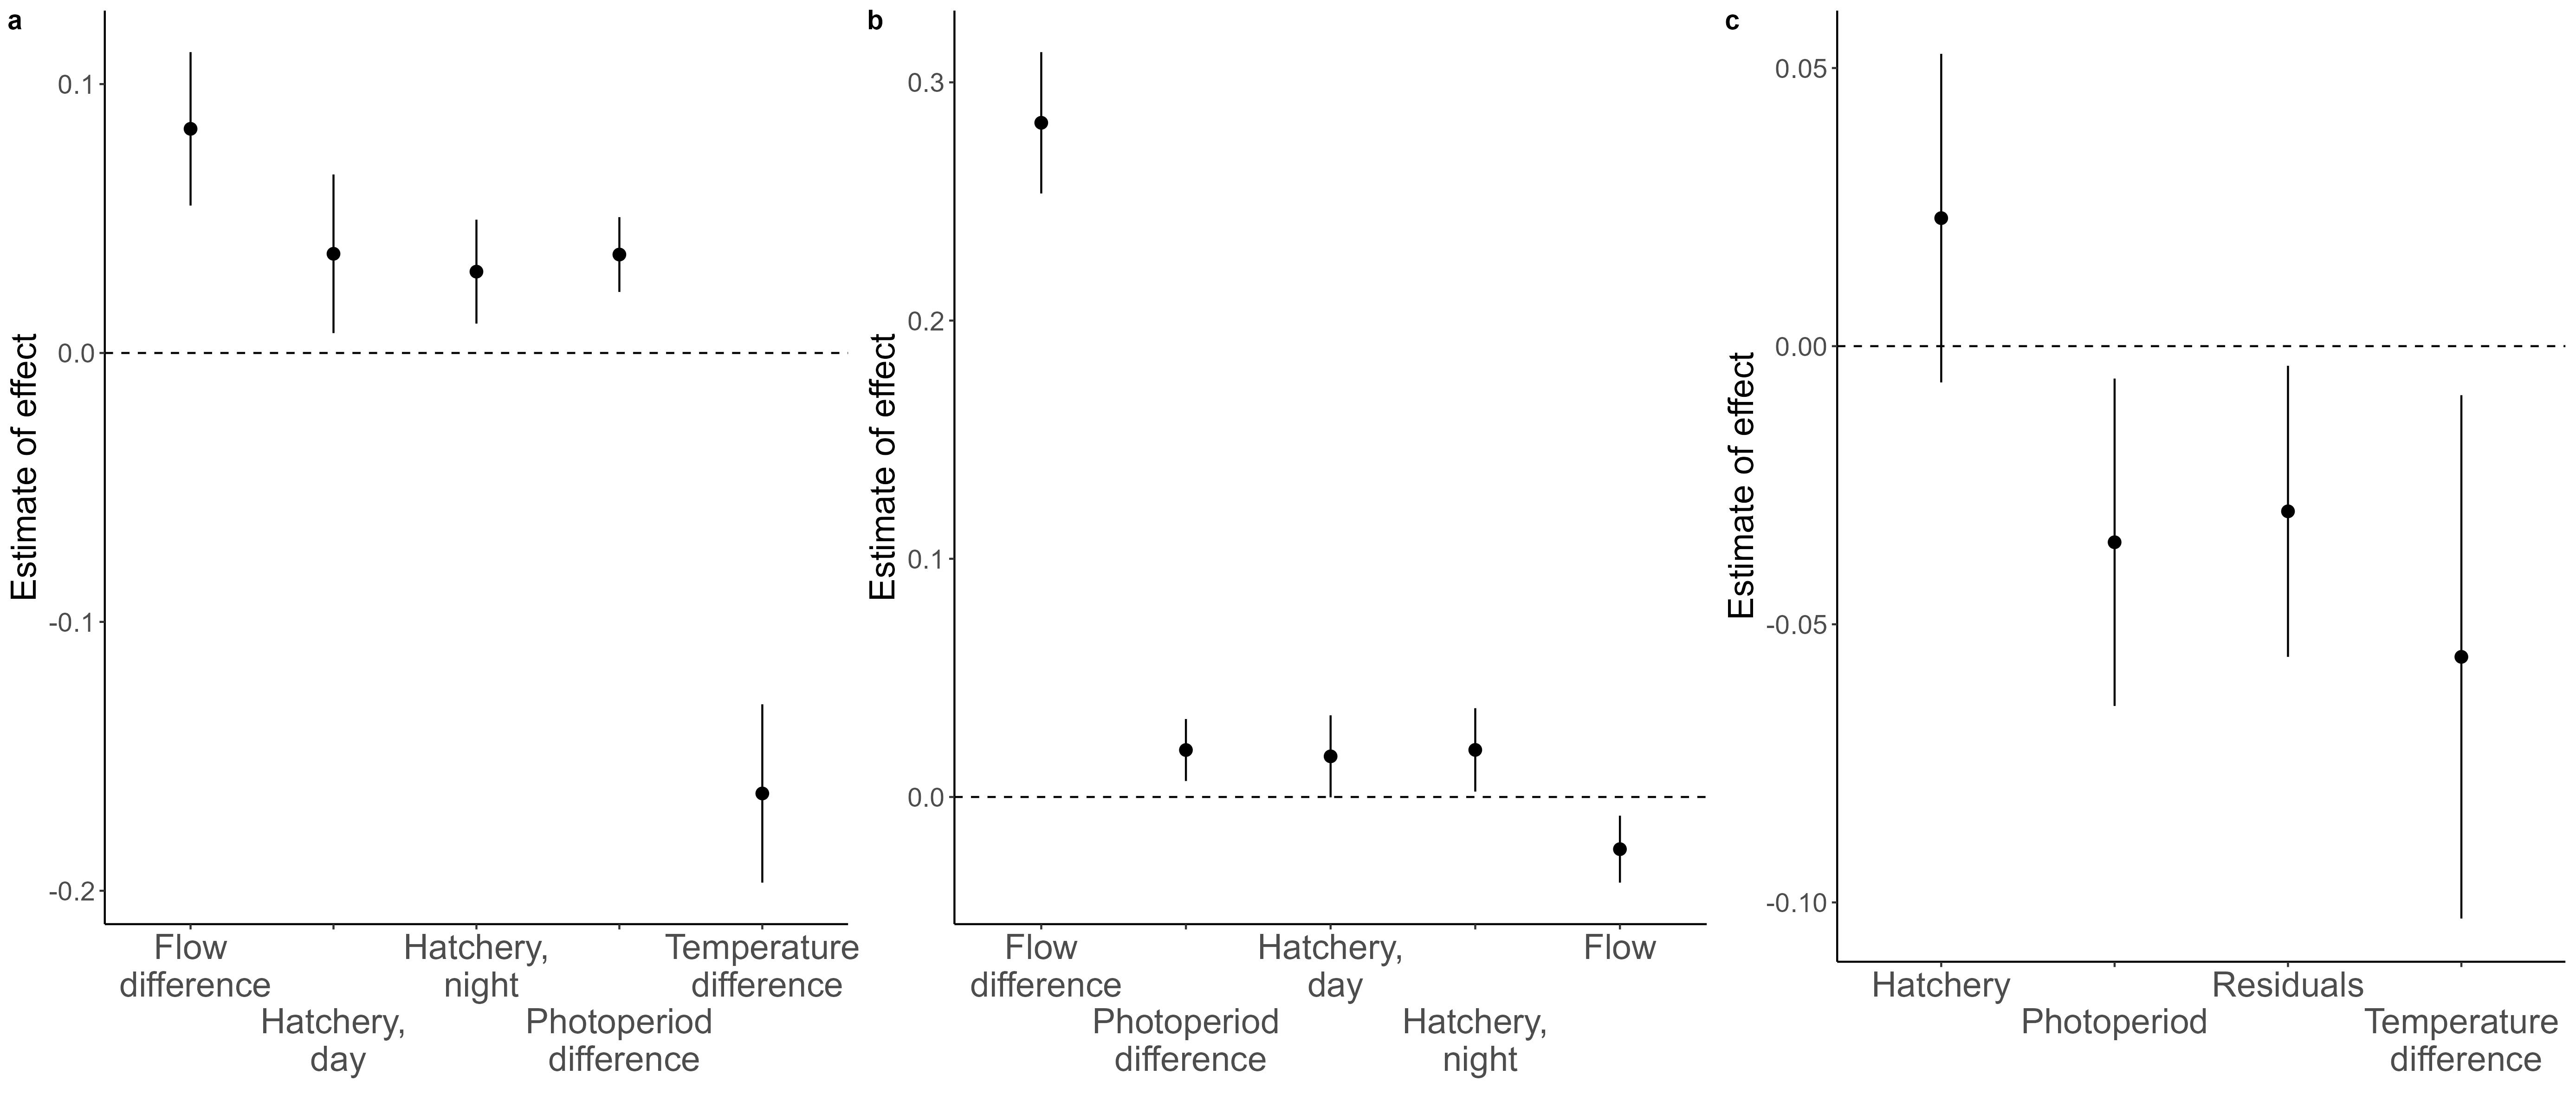 a
Estimate of effect
0.1
0.0
-0.1
-0.2
Flow
difference
Hatchery,
day
Hatchery,
night
Photoperiod
difference
Temperature
difference
b
Estimate of effect
0.3
0.2
0.1
0.0
Flow
difference
Photoperiod
difference
Hatchery,
day
Hatchery,
night
Flow
c
Estimate of effect
0.05
0.00
-0.05
-0.10
Hatchery
Photoperiod
Residuals
Temperature
difference